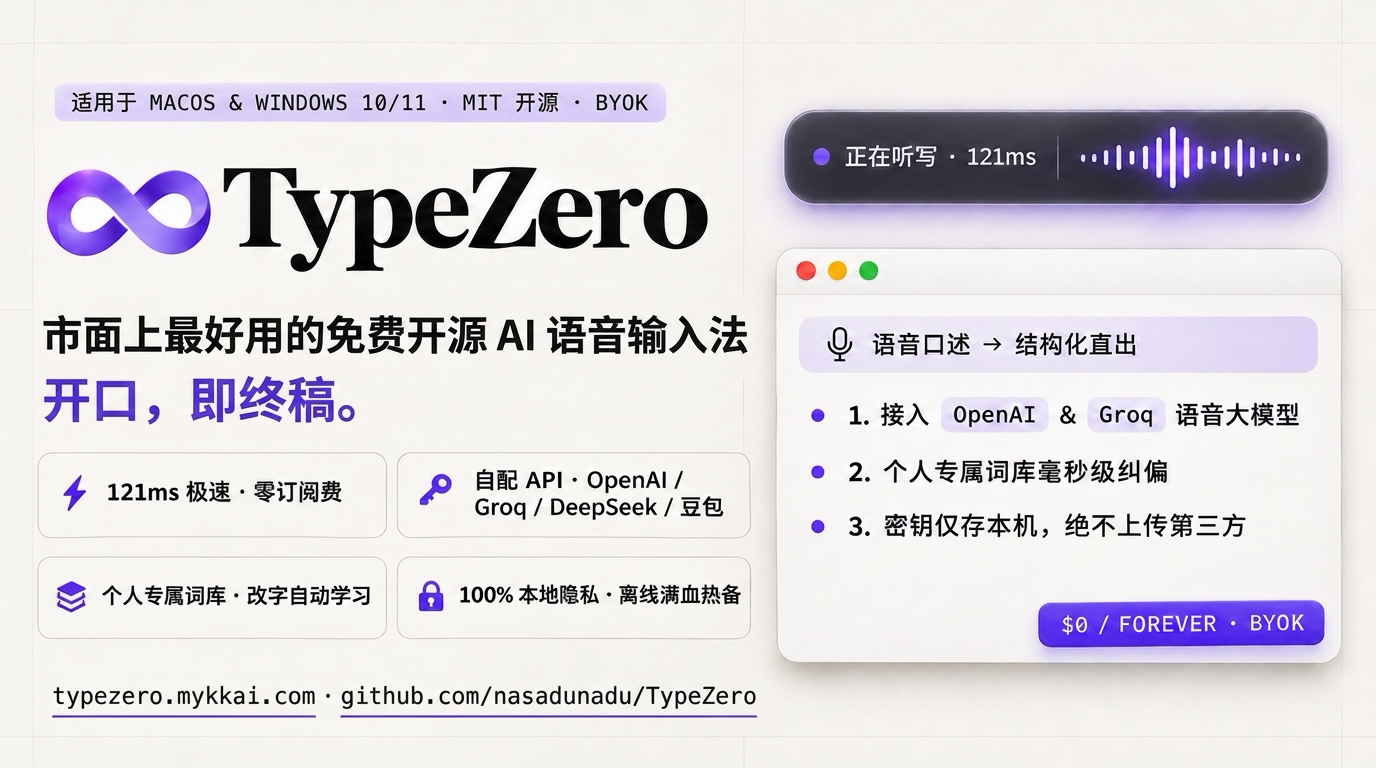 适用于 MACOS & WINDOWS 10/11 · MIT 开源 · BYOK
TypeZero
市面上最好用的免费开源 AI 语音输入法
开口，即终稿。
121ms 极速 · 零订阅费
自配 API · OpenAI /
Groq / DeepSeek / 豆包
个人专属词库 · 改字自动学习
100% 本地隐私 · 离线满血热备
typezero.mykkai.com · github.com/nasadunadu/TypeZero
正在听写 · 121ms
语音口述 → 结构化直出
1. 接入 OpenAI & Groq 语音大模型
2. 个人专属词库毫秒级纠偏
3. 密钥仅存本机，绝不上传第三方
$0 / FOREVER · BYOK